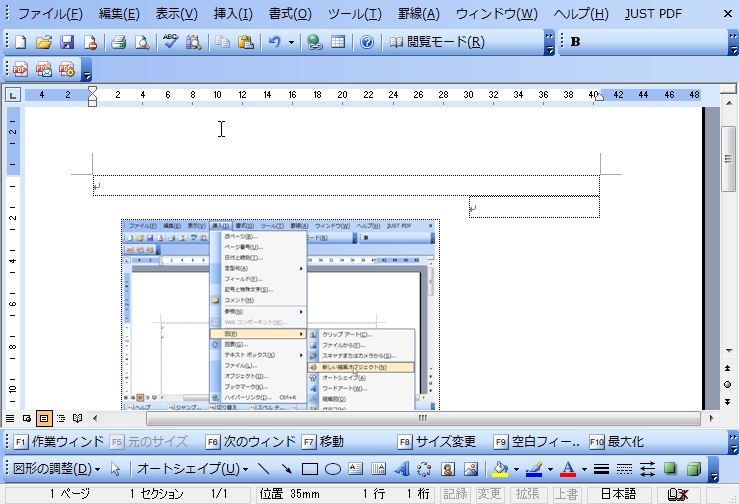 ファイル(F) 編集(E) 表示(V) 挿入(I) 書式(O) ツール(T) 罫線(A) ウィンドウ(W) ヘルプ(H) JUST PDF ×
閲覧モード(R) B
4 2 2 4 6 8 10 12 14 16 18 20 22 24 26 28 30 32 34 36 38 40 42 44 46 48
ファイル(F) 編集(E) 表示(V) 挿入(I) 書式(O) ツール(T) 罫線(A) ウィンドウ(W) ヘルプ(H) JUST PDF
改ページ(B)...
ページ番号(U)...
日付と時刻(T)...
定型句(A)
フィールド(F)...
記号と特殊文字(S)...
コメント(M)
参照(N)
Web コンポーネント(W)...
図(P)
図表(G)...
テキスト ボックス(X)
ファイル(L)...
オブジェクト(O)...
ブックマーク(K)...
ハイパーリンク(I)... Ctrl+K
クリップ アート(C)...
ファイルから(F)...
スキャナまたはカメラから(S)...
新しい描画オブジェクト(N)
オートシェイプ(A)
ワードアート(W)...
組織図(O)
グラフ(H)
2
2
4
6
8
10
F1 作業ウィンド F5 元のサイズ F6 次のウィンド F7 移動 F8 サイズ変更 F9 空白フィー.. F10 最大化
図形の調整(D) オートシェイプ(U)
1 ページ 1 セクション 1/1 位置 35mm 1 行 1 桁 記録 変更 拡張 上書 日本語